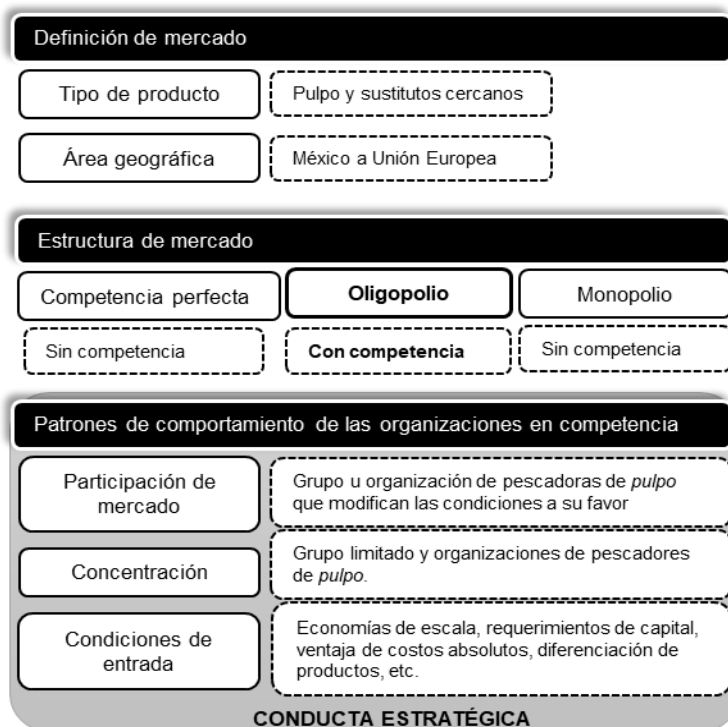 Definición de mercado
Tipo de producto
Pulpo y sustitutos cercanos
Área geográfica
México a Unión Europea
Estructura de mercado
Competencia perfecta
Oligopolio
Monopolio
Sin competencia
Con competencia
Sin competencia
Patrones de comportamiento de las organizaciones en competencia
Participación de
mercado
Grupo u organización de pescadoras de pulpo
que modifican las condiciones a su favor
Concentración
Grupo limitado y organizaciones de pescadores
de pulpo.
Condiciones de
entrada
Economías de escala, requerimientos de capital,
ventaja de costos absolutos, diferenciación de
productos, etc.
CONDUCTA ESTRATÉGICA